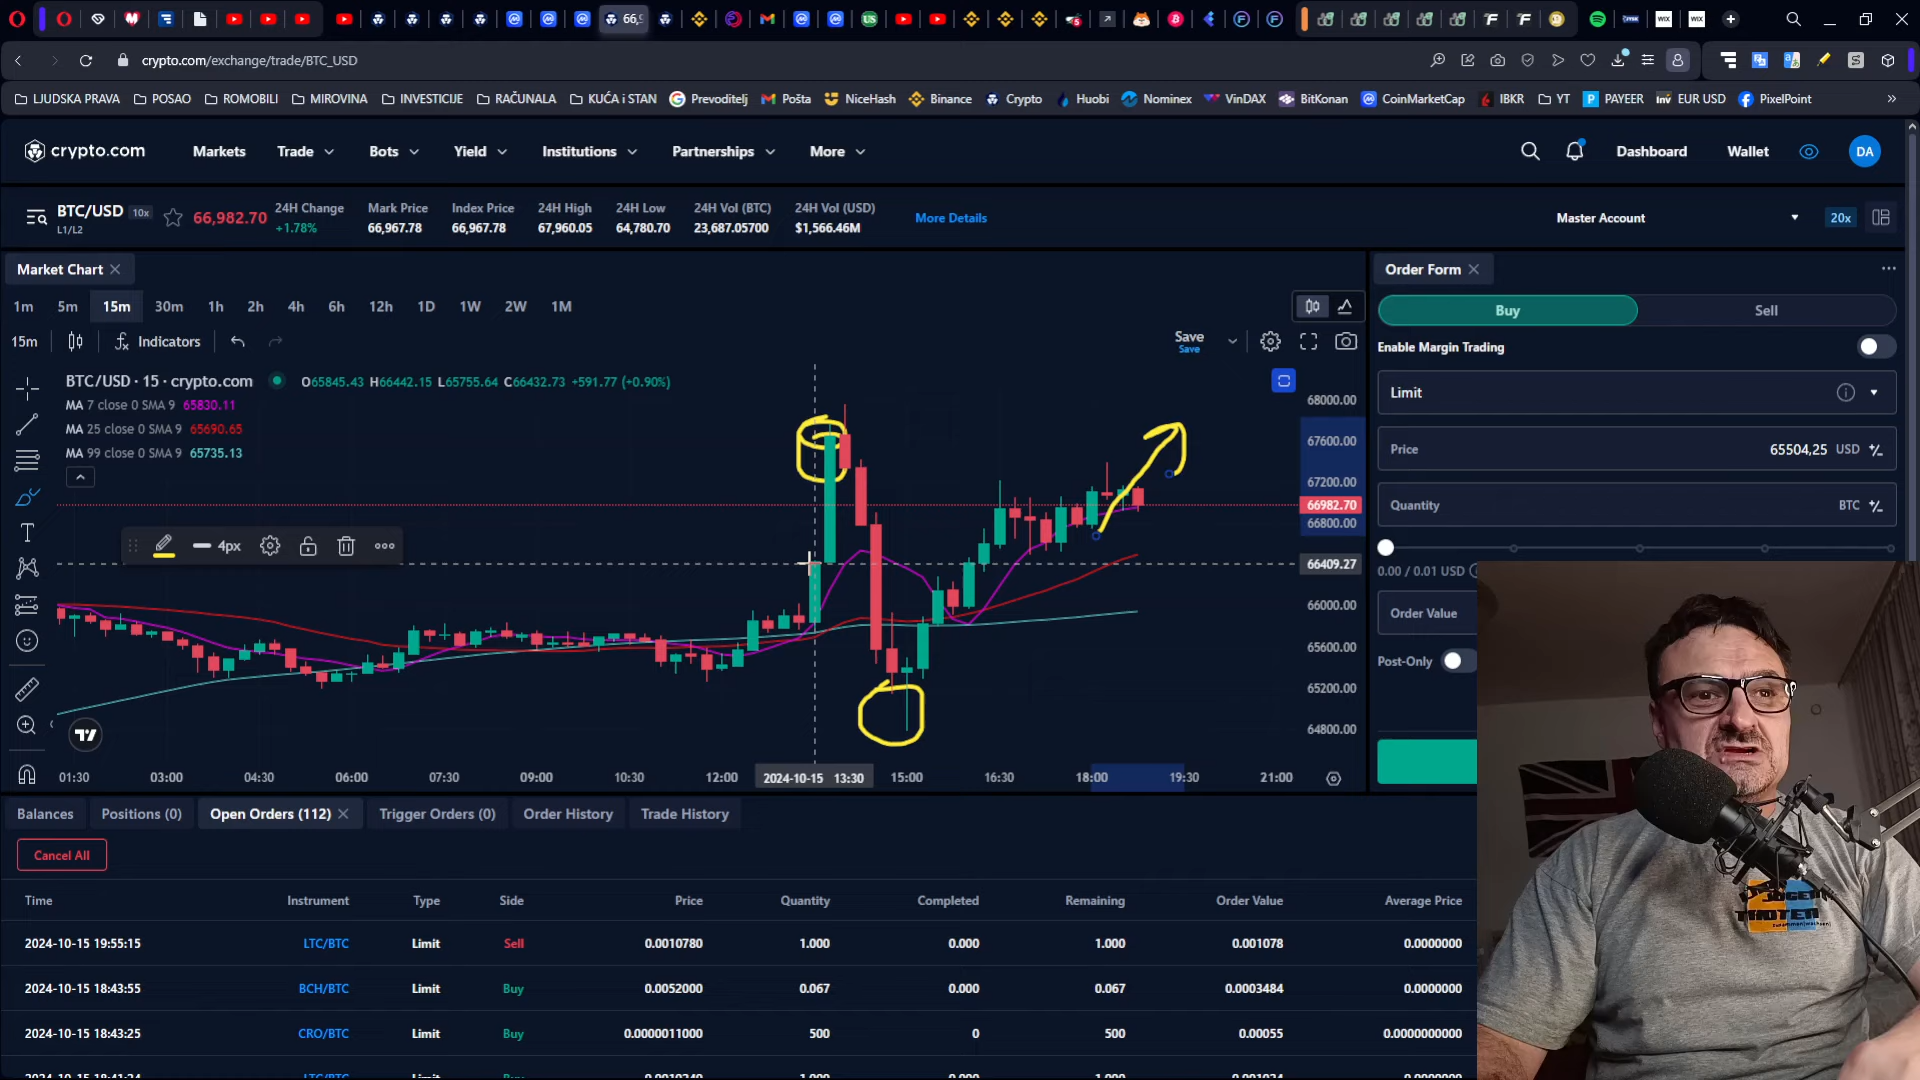 66,9
crypto.com/exchange/trade/BTC_USD
LJUDSKA PRAVA POSAO ROMOBILI MIROVINA INVESTICIJE RAČUNALA KUĆA i STAN Prevoditelj Pošta NiceHash Binance Crypto Huobi Nominex VinDAX BitKonan CoinMarketCap IBKR YT PAYEER EUR USD PixelPoint
crypto.com Markets Trade Bots Yield Institutions Partnerships More Dashboard Wallet DA
BTC/USD 10x 66,982.70 24H Change Mark Price Index Price 24H High 24H Low 24H Vol (BTC) 24H Vol (USD) More Details Master Account 20x
L1/L2 +1.78% 66,967.78 66,967.78 67,960.05 64,780.70 23,687.05700 $1,566.46M
Market Chart Order Form
1m 5m 15m 30m 1h 2h 4h 6h 12h 1D 1W 2W 1M Buy Sell
15m Indicators Save
Save
Enable Margin Trading
BTC/USD · 15 · crypto.com O65845.43 H66442.15 L65755.64 C66432.73 +591.77 (+0.90%)
MA 7 close 0 SMA 9 65830.11
MA 25 close 0 SMA 9 65690.65
MA 99 close 0 SMA 9 65735.13
68000.00
67600.00
67200.00
66982.70
66800.00
66409.27
66000.00
65600.00
65200.00
64800.00
Limit
Price 65504,25 USD
Quantity BTC
4px
0.00 / 0.01 USD
Order Value
Post-Only
01:30 03:00 04:30 06:00 07:30 09:00 10:30 12:00 2024-10-15 13:30 15:00 16:30 18:00 19:30 21:00
Balances Positions (0) Open Orders (112) Trigger Orders (0) Order History Trade History
Cancel All
Time Instrument Type Side Price Quantity Completed Remaining Order Value Average Price
2024-10-15 19:55:15 LTC/BTC Limit Sell 0.0010780 1.000 0.000 1.000 0.001078 0.0000000
2024-10-15 18:43:55 BCH/BTC Limit Buy 0.0052000 0.067 0.000 0.067 0.0003484 0.0000000
2024-10-15 18:43:25 CRO/BTC Limit Buy 0.0000011000 500 0 500 0.00055 0.0000000000